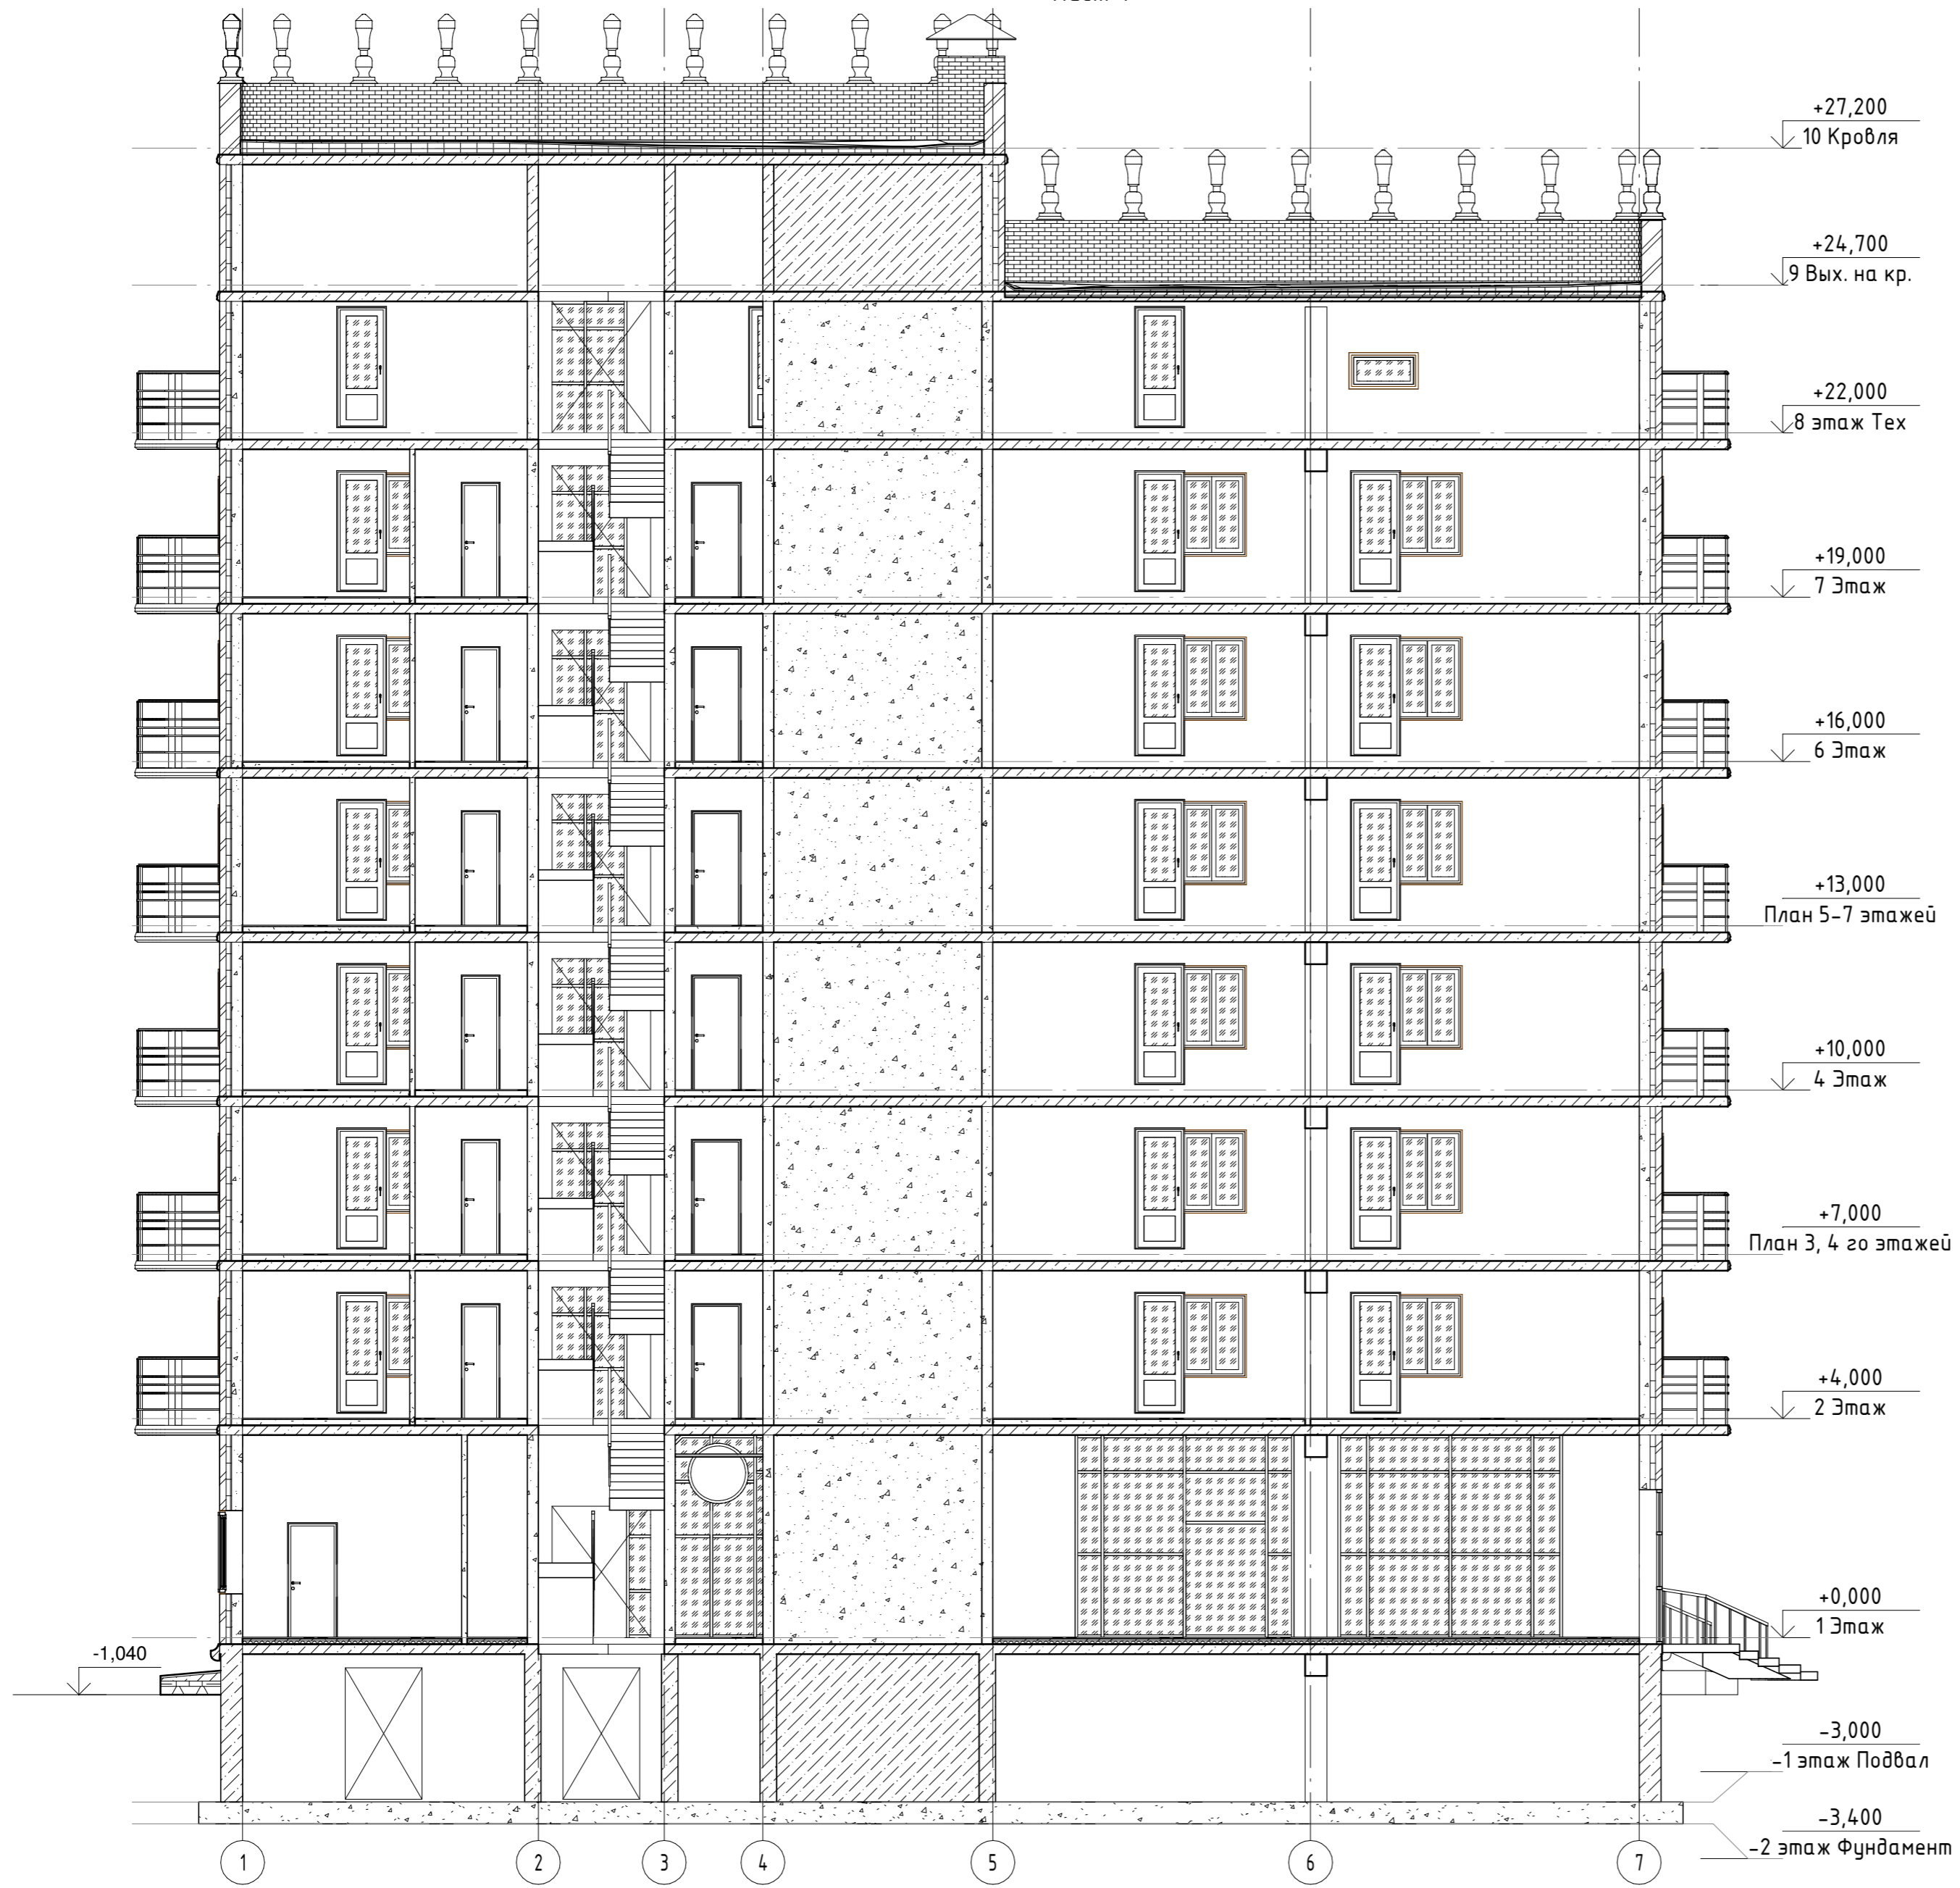 +27,200
10 Кровля
+24,700
9 Вых. на кр.
+22,000
8 этаж Тех
+19,000
7 Этаж
+16,000
6 Этаж
+13,000
План 5-7 этажей
+10,000
4 Этаж
+7,000
План 3, 4 го этажей
+4,000
2 Этаж
+0,000
1 Этаж
-1,040
-3,000
-1 этаж Подвал
-3,400
-2 этаж Фундамент
1 2 3 4 5 6 7